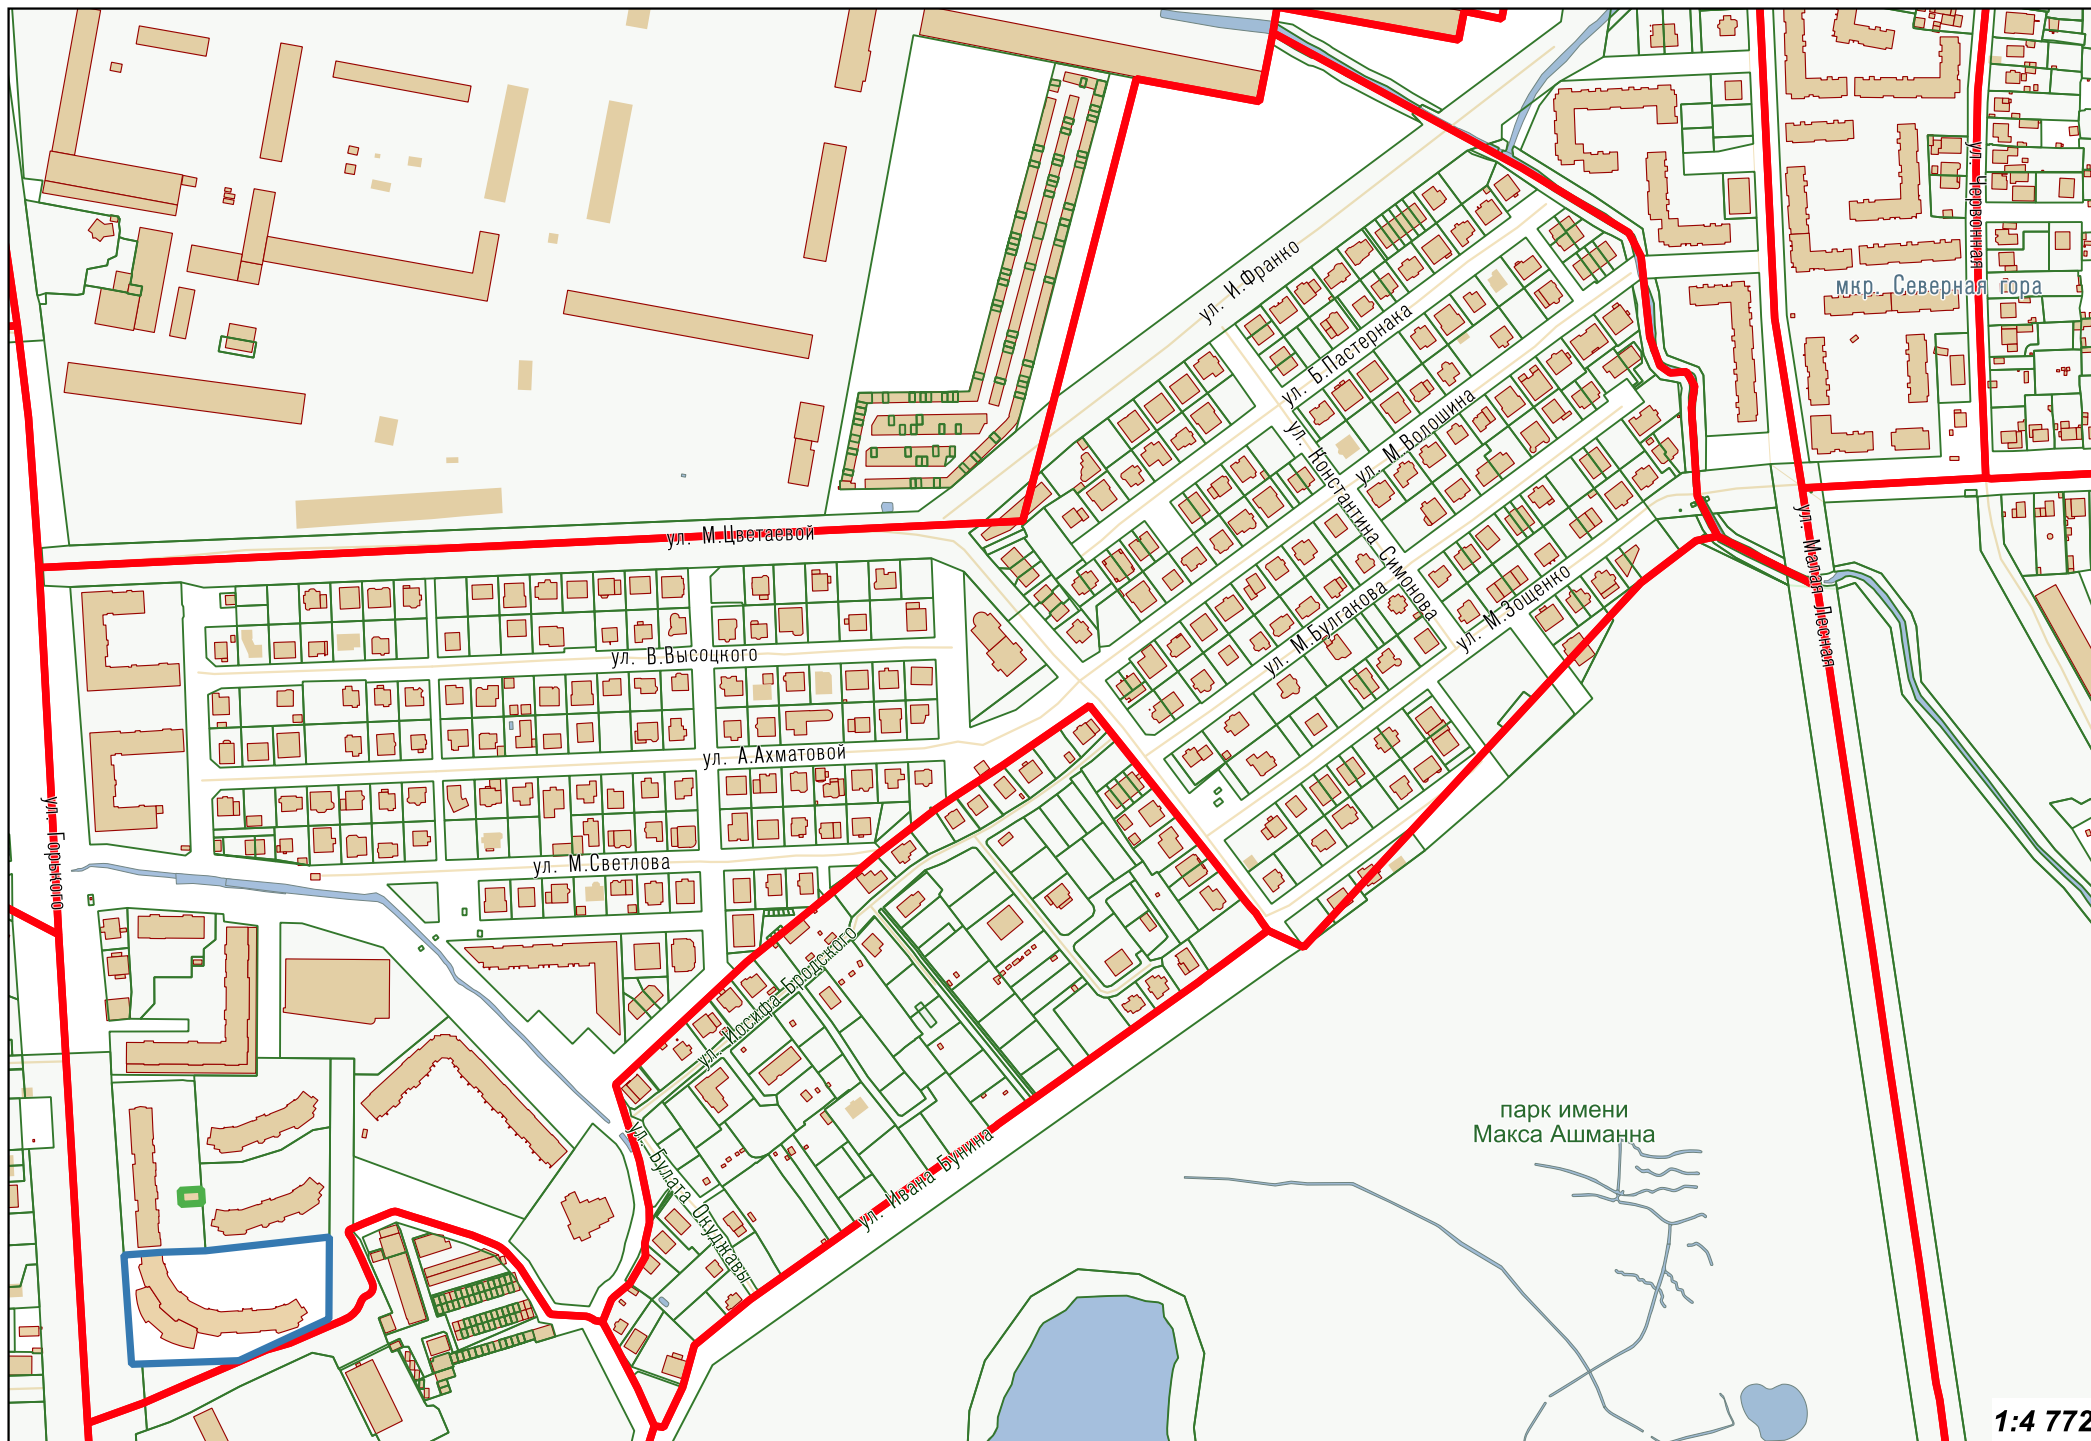 ул. Червонная
мкр. Северная гора
ул. И.Франко
ул. Б.Пастернака
ул. М.Волошина
ул. Константина Симонова
ул. М.Цветаевой
ул. Малая Лесная
ул. М.Булгакова
ул. М.Зощенко
ул. В.Высоцкого
ул. А.Ахматовой
ул. Горького
ул. М.Светлова
ул. Иосифа Бродского
ул. Булата Окуджавы
ул. Ивана Бунина
парк имени
Макса Ашманна
1:4 772